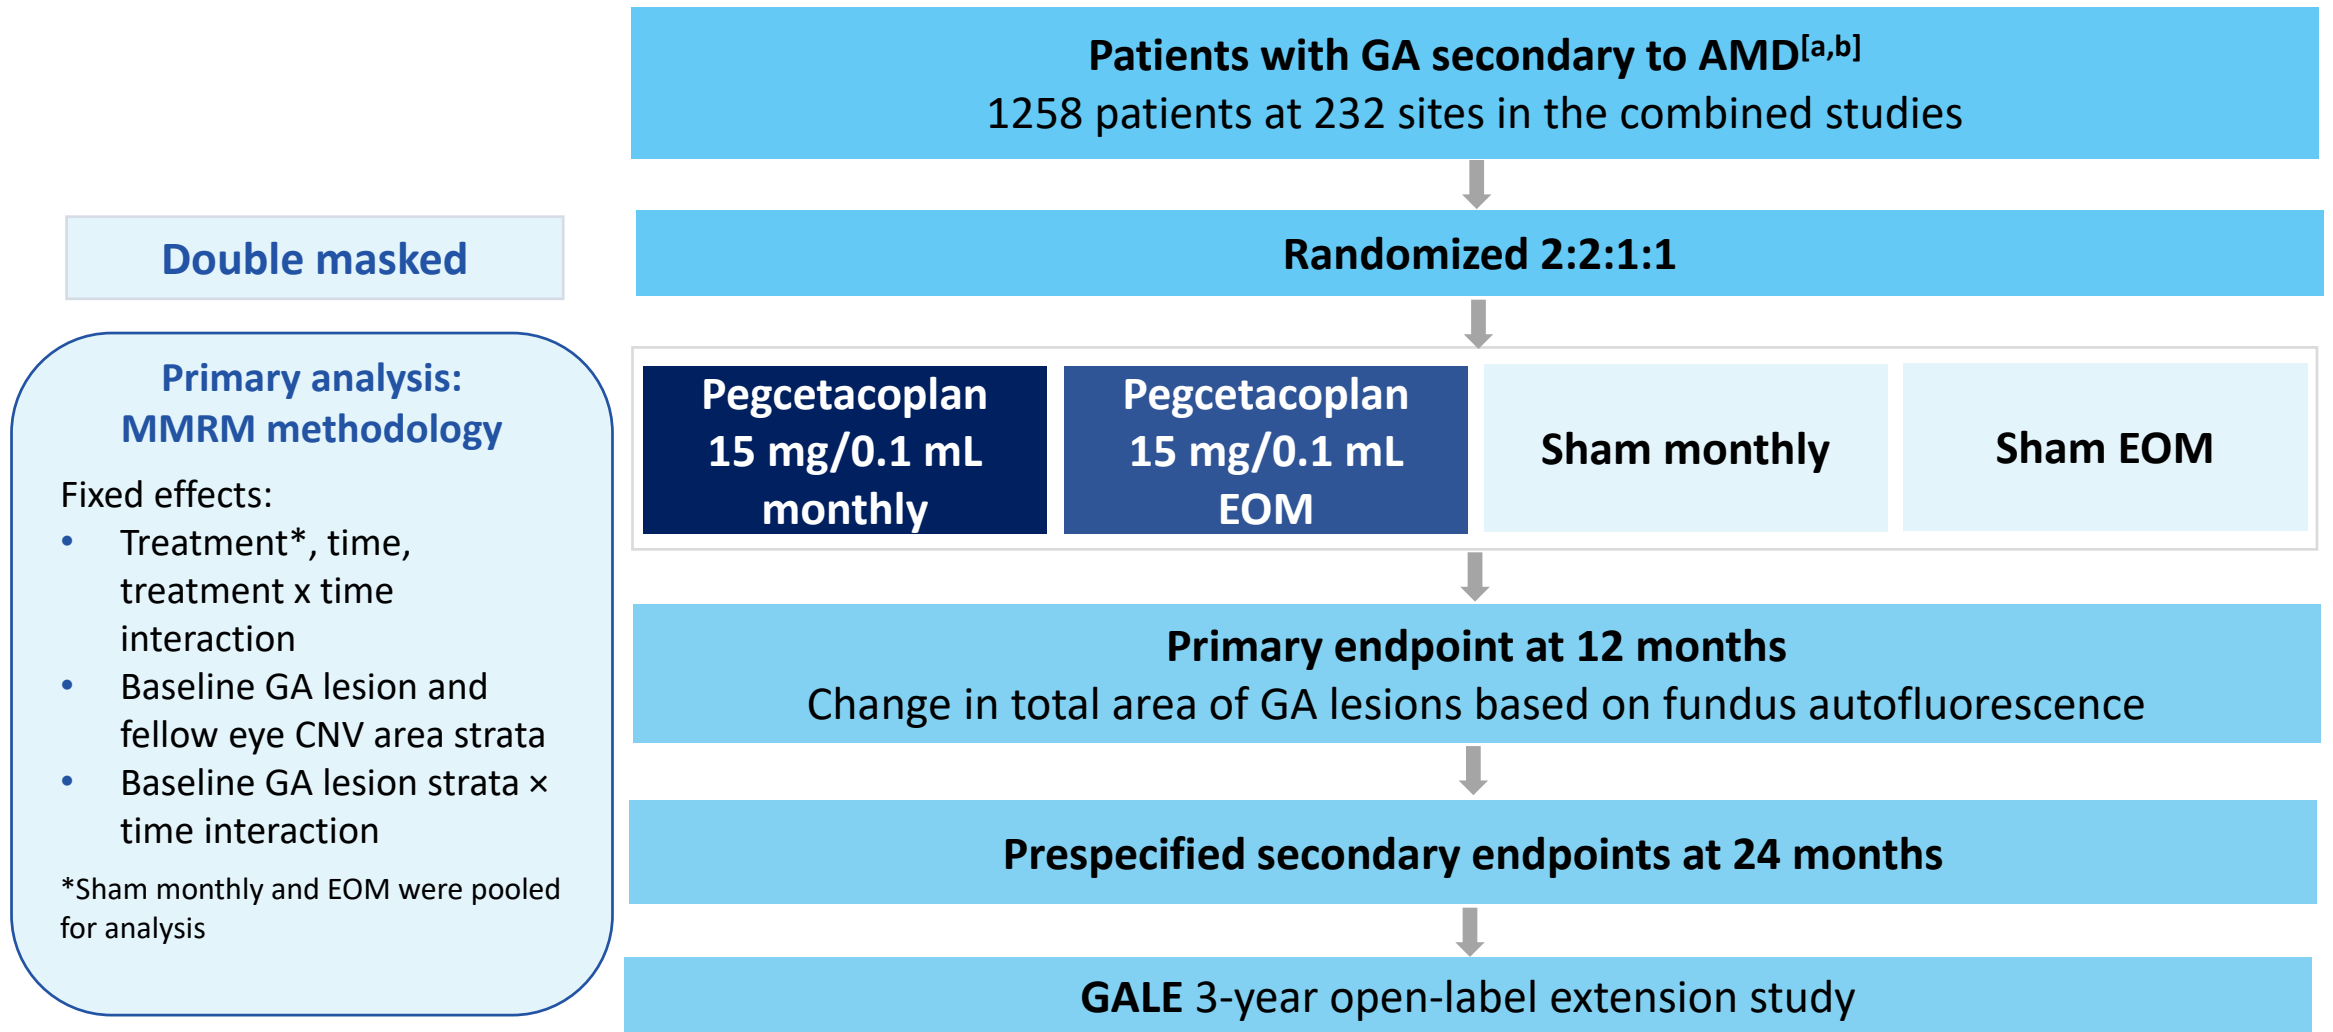 Patients with GA secondary to AMD[a,b]
1258 patients at 232 sites in the combined studies
Randomized 2:2:1:1
Double masked
Primary analysis:
MMRM methodology
Fixed effects:
• Treatment*, time,
treatment x time
interaction
• Baseline GA lesion and
fellow eye CNV area strata
• Baseline GA lesion strata ×
time interaction
*Sham monthly and EOM were pooled
for analysis
Pegcetacoplan
15 mg/0.1 mL
monthly
Pegcetacoplan
15 mg/0.1 mL
EOM
Sham monthly
Sham EOM
Primary endpoint at 12 months
Change in total area of GA lesions based on fundus autofluorescence
Prespecified secondary endpoints at 24 months
GALE 3-year open-label extension study